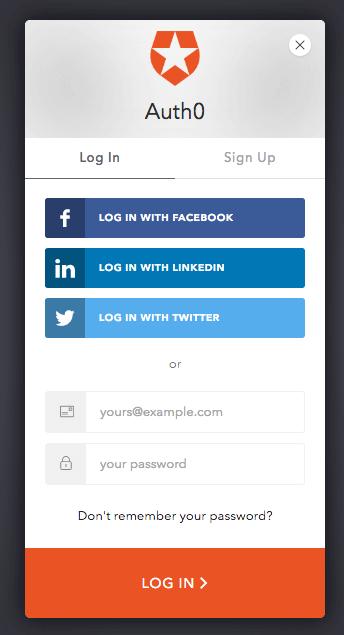 Auth0
Log In Sign Up
LOG IN WITH FACEBOOK
LOG IN WITH LINKEDIN
LOG IN WITH TWITTER
or
yours@example.com
your password
Don't remember your password?
LOG IN